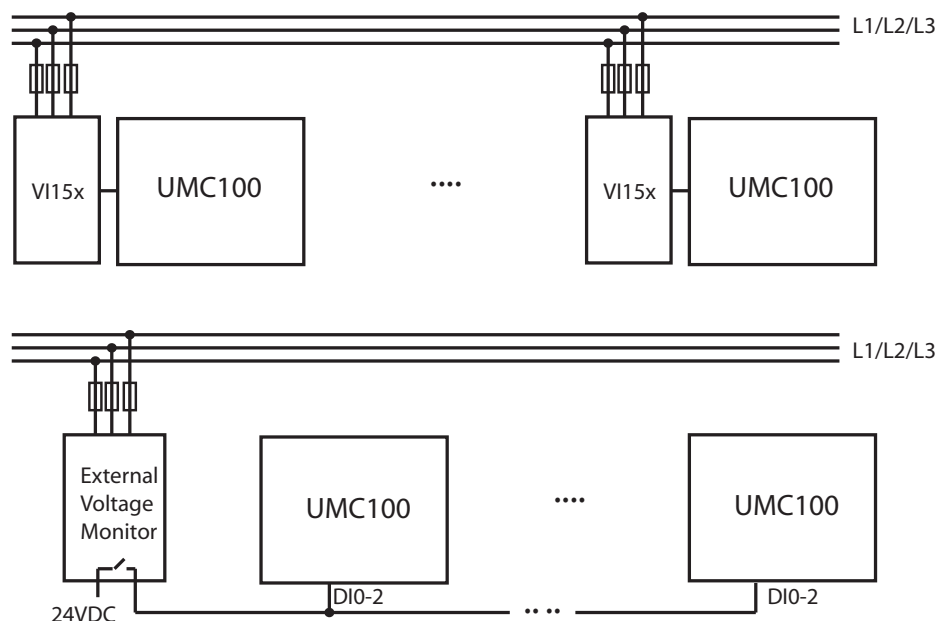 L1/L2/L3
VI15x
UMC100
....
VI15x
UMC100
L1/L2/L3
External
Voltage
Monitor
UMC100
....
UMC100
24VDC
DI0-2
.. ..
DI0-2